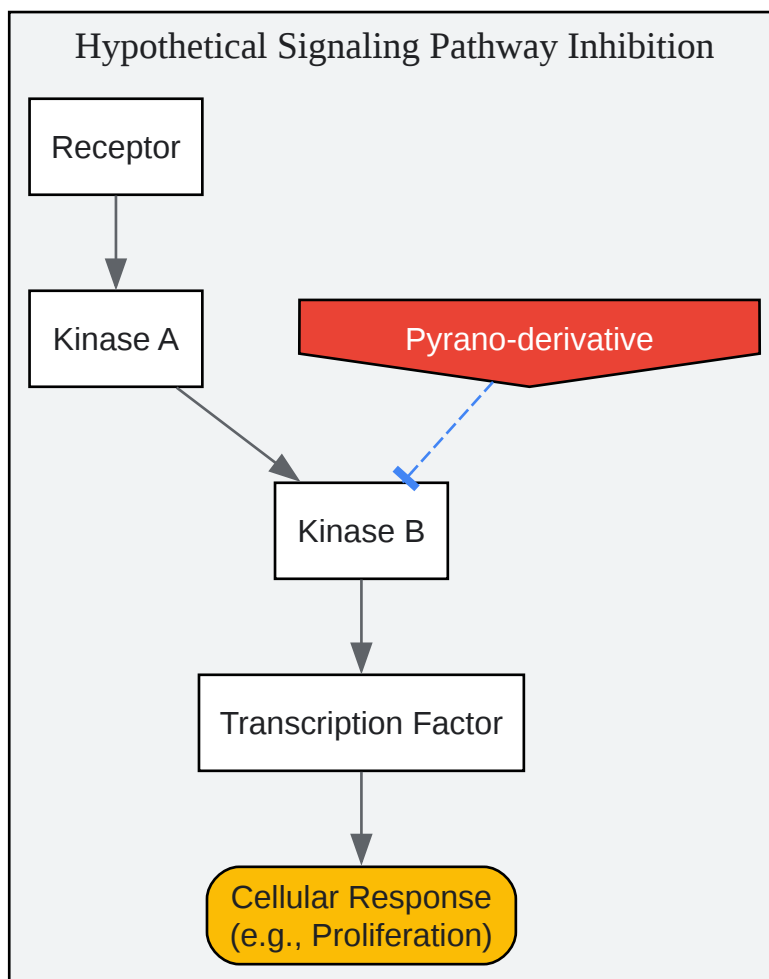 Hypothetical Signaling Pathway Inhibition
Receptor
Kinase A
Pyrano-derivative
Kinase B
Transcription Factor
Cellular Response
(e.g., Proliferation)